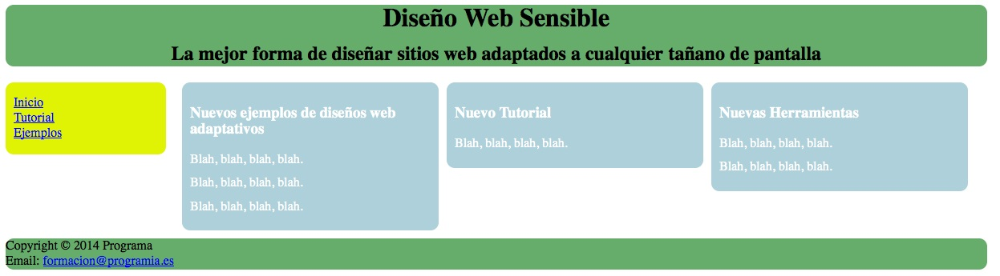 Diseño Web Sensible
La mejor forma de diseñar sitios web adaptados a cualquier tañano de pantalla
Inicio
Tutorial
Ejemplos
Nuevos ejemplos de diseños web
adaptativos
Blah, blah, blah, blah.
Blah, blah, blah, blah.
Blah, blah, blah, blah.
Nuevo Tutorial
Blah, blah, blah, blah.
Nuevas Herramientas
Blah, blah, blah, blah.
Blah, blah, blah, blah.
Copyright © 2014 Programa
Email: formacion@programia.es